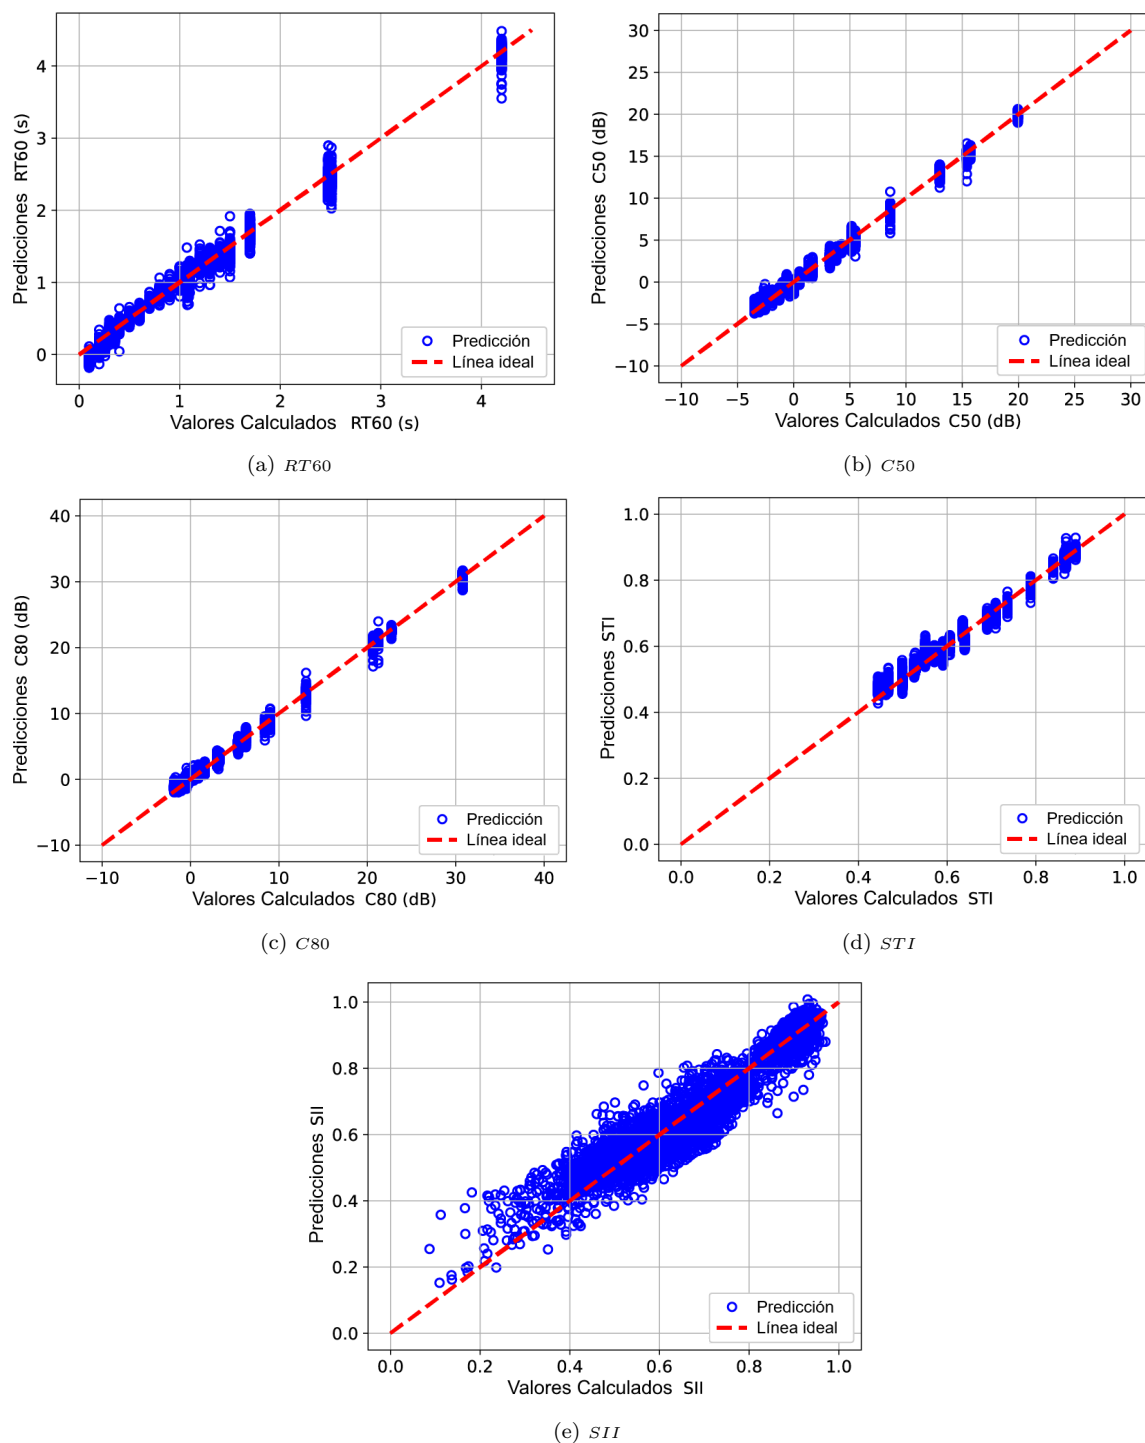 4
3
2
1
0
Predicciones RT60 (s)
Predicción
Línea ideal
0 1 2 3 4
Valores Calculados RT60 (s)
(a) RT60
30
25
20
15
10
5
0
−5
−10
Predicciones C50 (dB)
Predicción
Línea ideal
−10 −5 0 5 10 15 20 25 30
Valores Calculados C50 (dB)
(b) C50
40
30
20
10
0
−10
Predicciones C80 (dB)
Predicción
Línea ideal
−10 0 10 20 30 40
Valores Calculados C80 (dB)
(c) C80
1.0
0.8
0.6
0.4
0.2
0.0
Predicciones STI
Predicción
Línea ideal
0.0 0.2 0.4 0.6 0.8 1.0
Valores Calculados STI
(d) STI
1.0
0.8
0.6
0.4
0.2
0.0
Predicciones SII
Predicción
Línea ideal
0.0 0.2 0.4 0.6 0.8 1.0
Valores Calculados SII
(e) SII